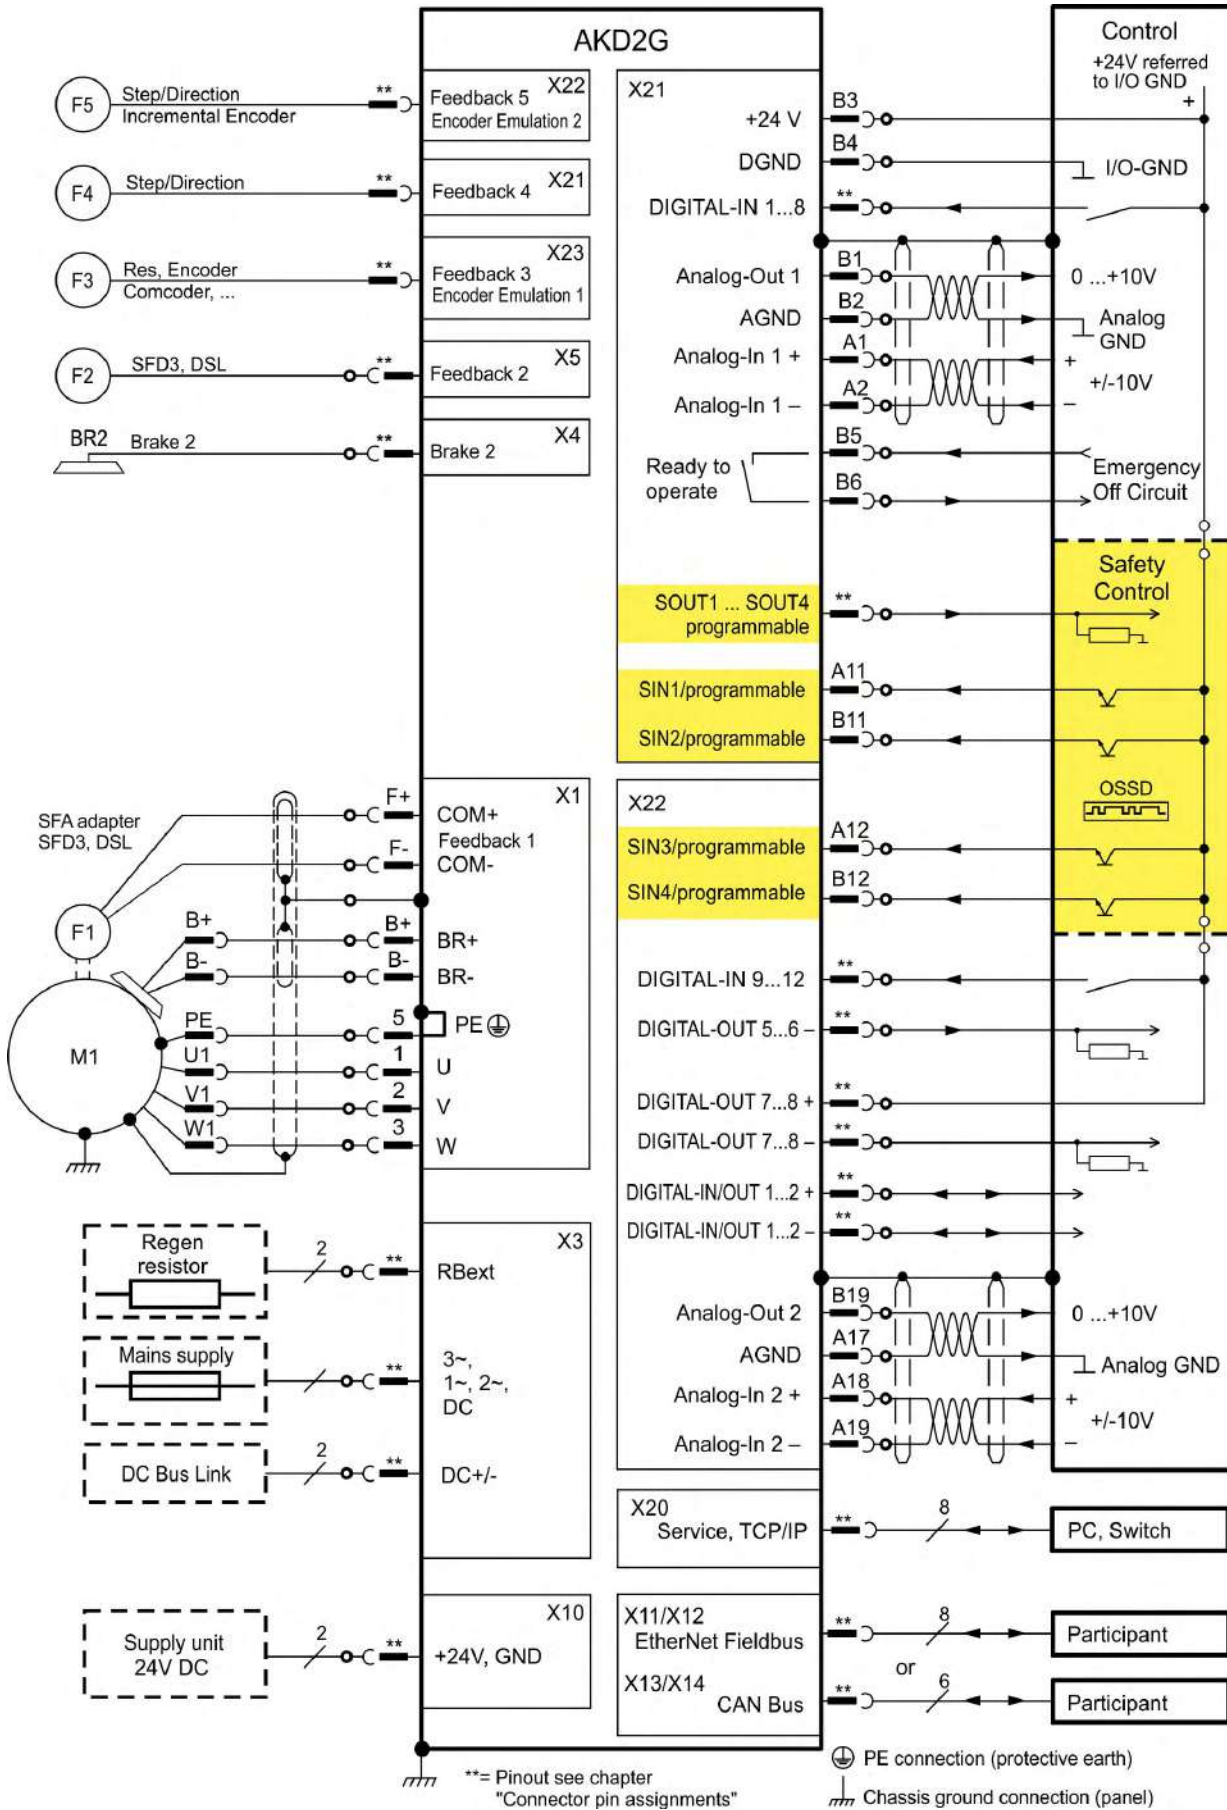 AKD2G
Control
+24V referred
to I/O GND
+
F5
Step/Direction
Incremental Encoder
**
X22
Feedback 5
Encoder Emulation 2
F4
Step/Direction
**
X21
Feedback 4
F3
Res, Encoder
Comcoder, ...
**
X23
Feedback 3
Encoder Emulation 1
F2
SFD3, DSL
**
X5
Feedback 2
BR2
Brake 2
**
X4
Brake 2
X21
+24 V
B3
DGND
B4
I/O-GND
DIGITAL-IN 1...8
**
Analog-Out 1
B1
0 ...+10V
AGND
B2
Analog
GND
Analog-In 1 +
A1
+
+/-10V
Analog-In 1 –
A2
–
Ready to
operate
B5
B6
Emergency
Off Circuit
Safety
Control
SOUT1 ... SOUT4
programmable
**
SIN1/programmable
A11
SIN2/programmable
B11
OSSD
X22
SIN3/programmable
A12
SIN4/programmable
B12
DIGITAL-IN 9...12
**
DIGITAL-OUT 5...6 –
**
DIGITAL-OUT 7...8 +
**
DIGITAL-OUT 7...8 –
**
DIGITAL-IN/OUT 1...2 +
**
DIGITAL-IN/OUT 1...2 –
**
Analog-Out 2
B19
0 ...+10V
AGND
A17
Analog GND
Analog-In 2 +
A18
+
+/-10V
Analog-In 2 –
A19
–
SFA adapter
SFD3, DSL
F1
M1
X1
F+
COM+
Feedback 1
F-
COM-
B+
B+
BR+
B-
B-
BR-
PE
5
PE
U1
1
U
V1
2
V
W1
3
W
Regen
resistor
2
**
RBext
X3
Mains supply
**
3~,
1~, 2~,
DC
DC Bus Link
2
**
DC+/-
Supply unit
24V DC
2
**
X10
+24V, GND
X20
Service, TCP/IP
**
8
PC, Switch
X11/X12
EtherNet Fieldbus
**
8
Participant
or
X13/X14
CAN Bus
**
6
Participant
**= Pinout see chapter
"Connector pin assignments"
PE connection (protective earth)
Chassis ground connection (panel)